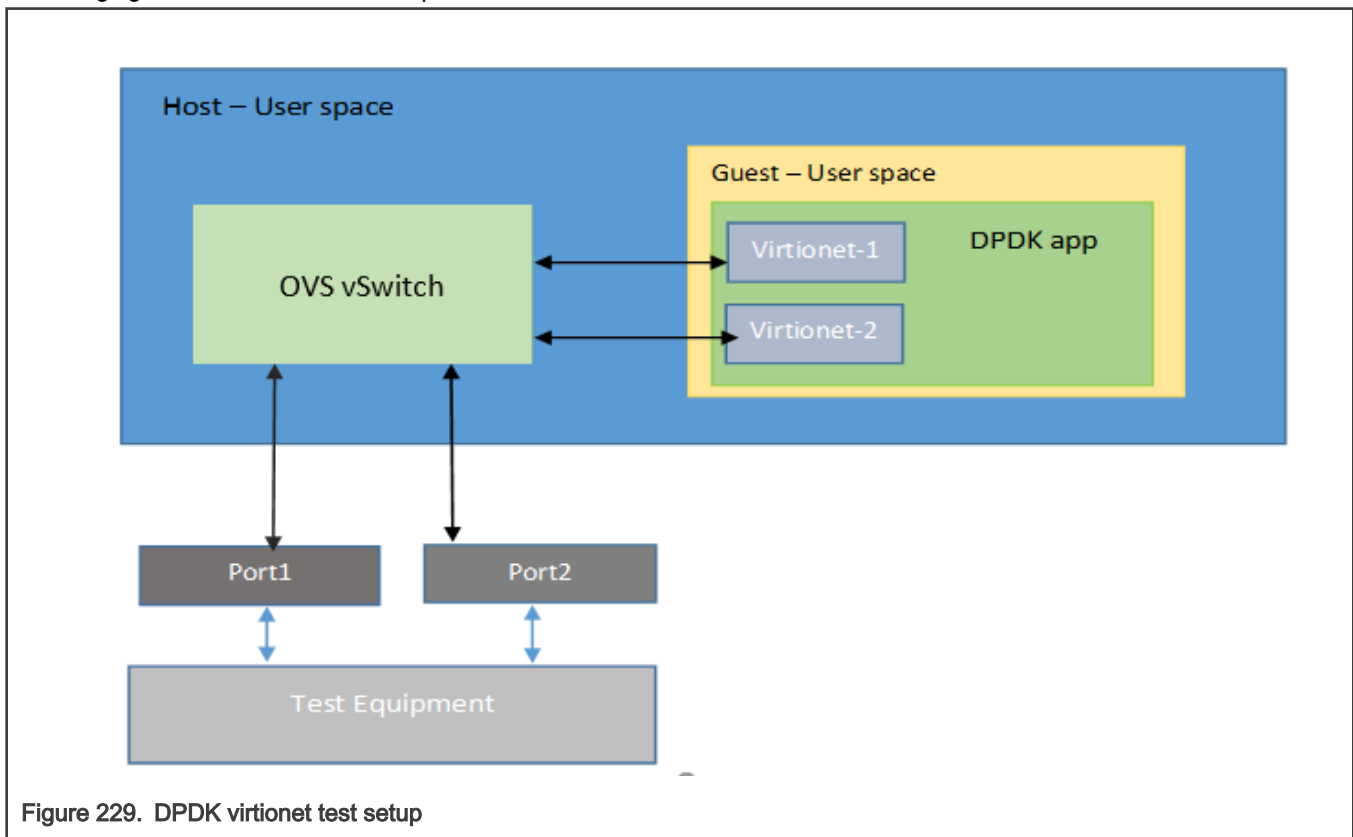 Host – User space
Guest – User space
OVS vSwitch
Virtionet-1
DPDK app
Virtionet-2
Port1
Port2
Test Equipment
Figure 229. DPDK virtionet test setup